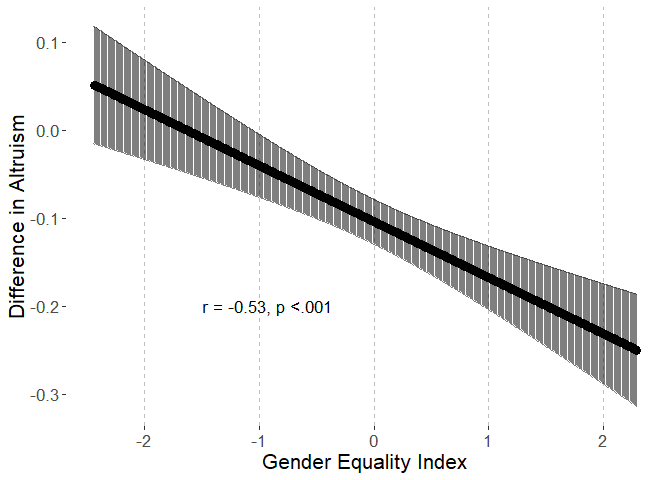 0.1
0.0
-0.1
-0.2
-0.3
Difference in Altruism
r = -0.53, p <.001
-2 -1 0 1 2
Gender Equality Index